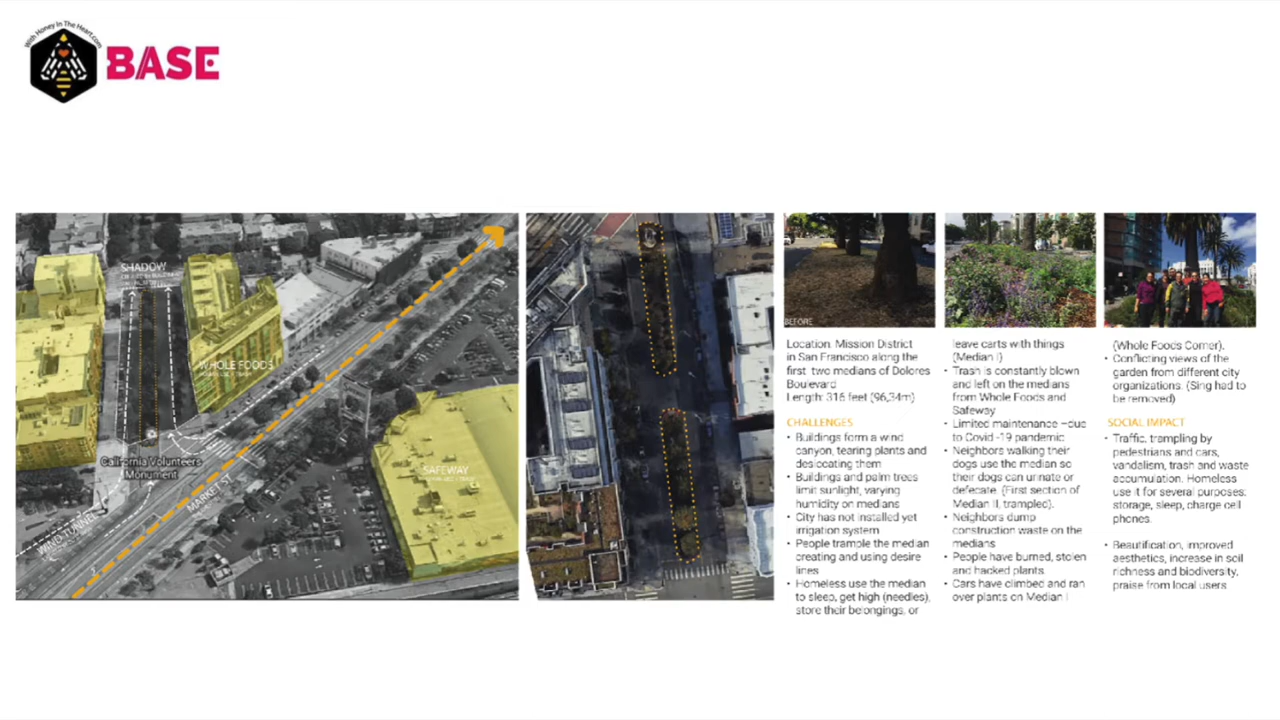 With Honey In The Heart.com
BASE
SHADOW
WHOLE FOODS
SAFEWAY
California Volunteers
Monument
MARKET ST.
WIND TUNNEL
BEFORE
Location: Mission District
in San Francisco along the
first two medians of Dolores
Boulevard
Length: 316 feet (96,34m)
CHALLENGES
• Buildings form a wind
canyon, tearing plants and
desiccating them
• Buildings and palm trees
limit sunlight, varying
humidity on medians
• City has not installed yet
irrigation system
• People trample the median
creating and using desire
lines
• Homeless use the median
to sleep, get high (needles),
store their belongings, or
leave carts with things
(Median I)
• Trash is constantly blown
and left on the medians
from Whole Foods and
Safeway
• Limited maintenance –due
to Covid -19 pandemic
• Neighbors walking their
dogs use the median so
their dogs can urinate or
defecate. (First section of
Median II, trampled).
• Neighbors dump
construction waste on the
medians
• People have burned, stolen
and hacked plants
• Cars have climbed and ran
over plants on Median I
(Whole Foods Corner).
• Conflicting views of the
garden from different city
organizations. (Sing had to
be removed)
SOCIAL IMPACT
• Traffic, trampling by
pedestrians and cars,
vandalism, trash and waste
accumulation. Homeless
use it for several purposes:
storage, sleep, charge cell
phones.
• Beautification, improved
aesthetics, increase in soil
richness and biodiversity,
praise from local users